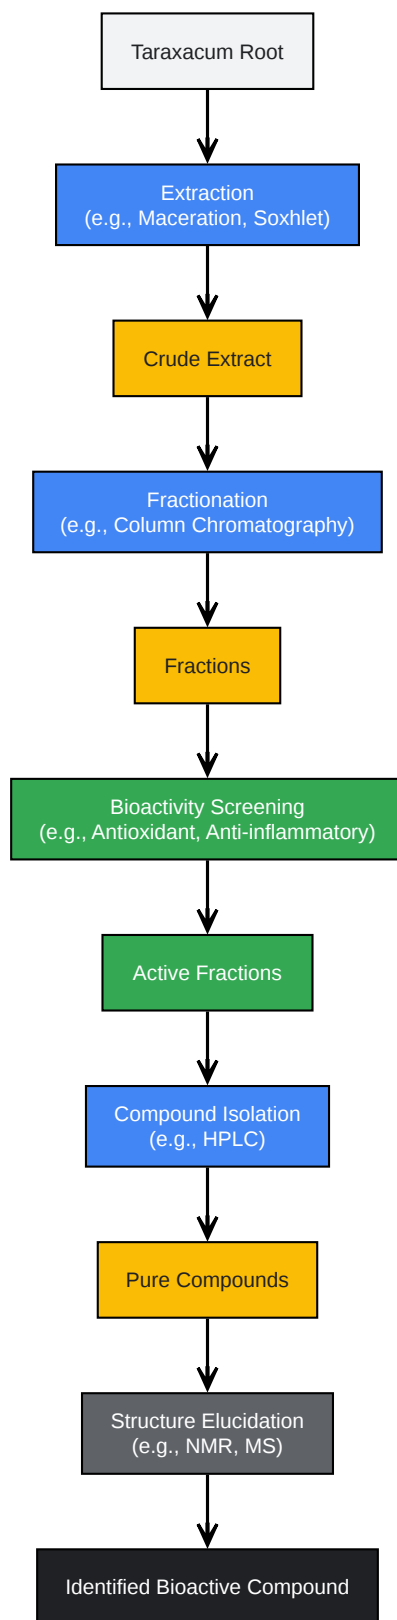 Taraxacum Root
Extraction
(e.g., Maceration, Soxhlet)
Crude Extract
Fractionation
(e.g., Column Chromatography)
Fractions
Bioactivity Screening
(e.g., Antioxidant, Anti-inflammatory)
Active Fractions
Compound Isolation
(e.g., HPLC)
Pure Compounds
Structure Elucidation
(e.g., NMR, MS)
Identified Bioactive Compound